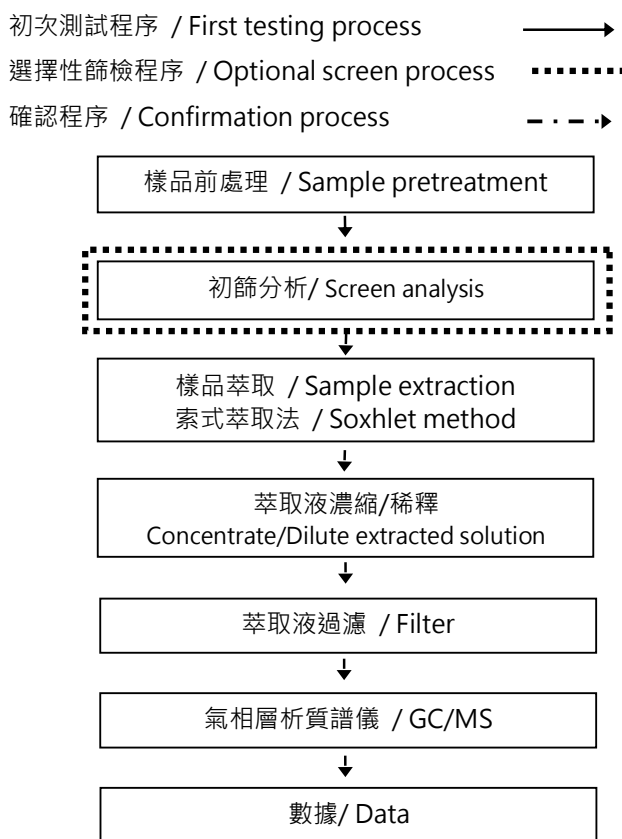 初次測試程序 / First testing process
選擇性篩檢程序 / Optional screen process
確認程序 / Confirmation process
樣品前處理 / Sample pretreatment
初篩分析/ Screen analysis
樣品萃取 / Sample extraction
索式萃取法 / Soxhlet method
萃取液濃縮/稀釋
Concentrate/Dilute extracted solution
萃取液過濾 / Filter
氣相層析質譜儀 / GC/MS
數據/ Data